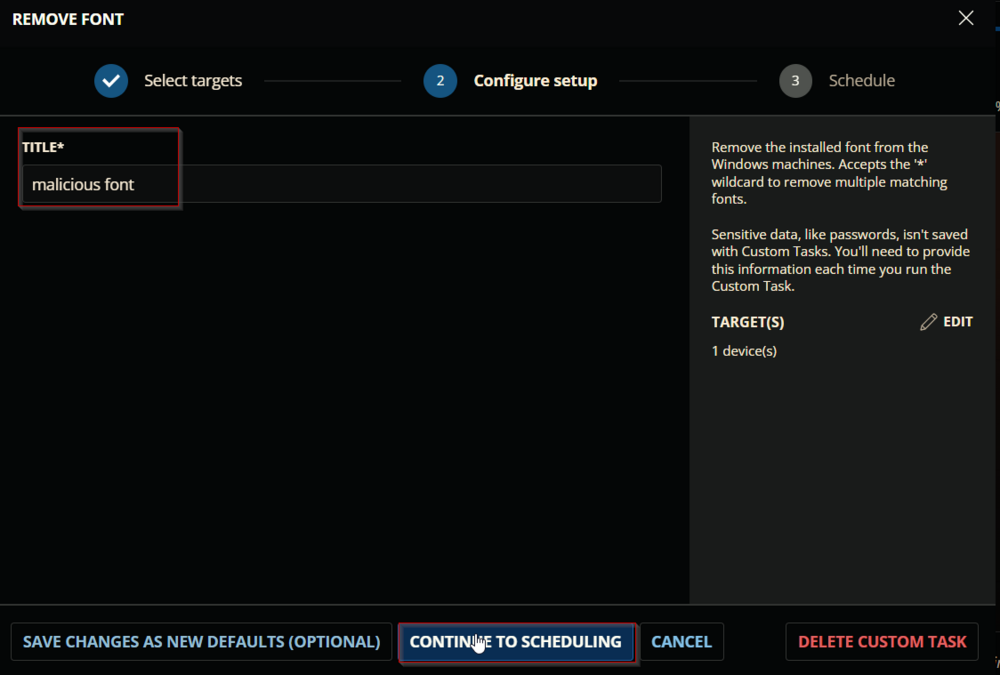 REMOVE FONT
Select targets
2
Configure setup
3
Schedule
TITLE*
malicious font
Remove the installed font from the
Windows machines. Accepts the '*'
wildcard to remove multiple matching
fonts.
Sensitive data, like passwords, isn't saved
with Custom Tasks. You'll need to provide
this information each time you run the
Custom Task.
TARGET(S)
EDIT
1 device(s)
SAVE CHANGES AS NEW DEFAULTS (OPTIONAL)
CONTINUE TO SCHEDULING
CANCEL
DELETE CUSTOM TASK